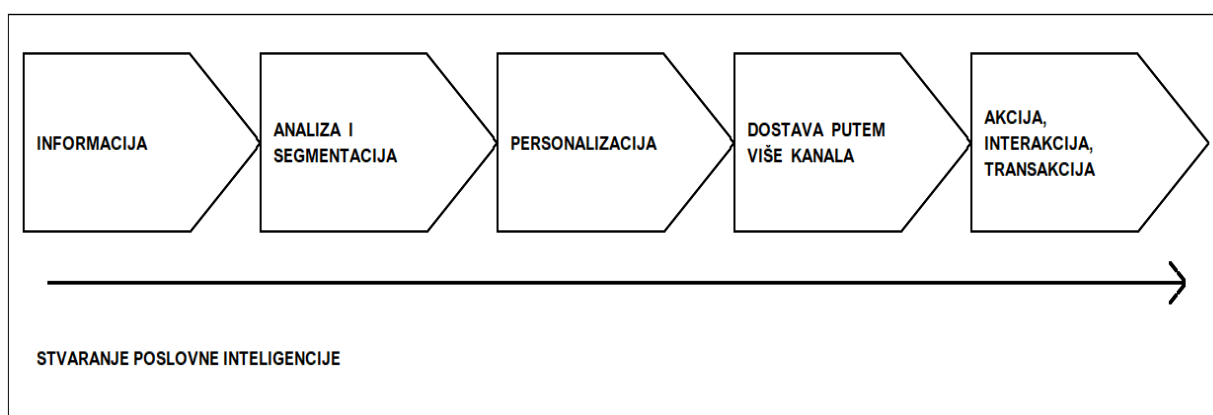 INFORMACIJA
ANALIZA I
SEGMENTACIJA
PERSONALIZACIJA
DOSTAVA PUTEM
VIŠE KANALA
AKCIJA,
INTERAKCIJA,
TRANSAKCIJA
STVARANJE POSLOVNE INTELIGENCIJE